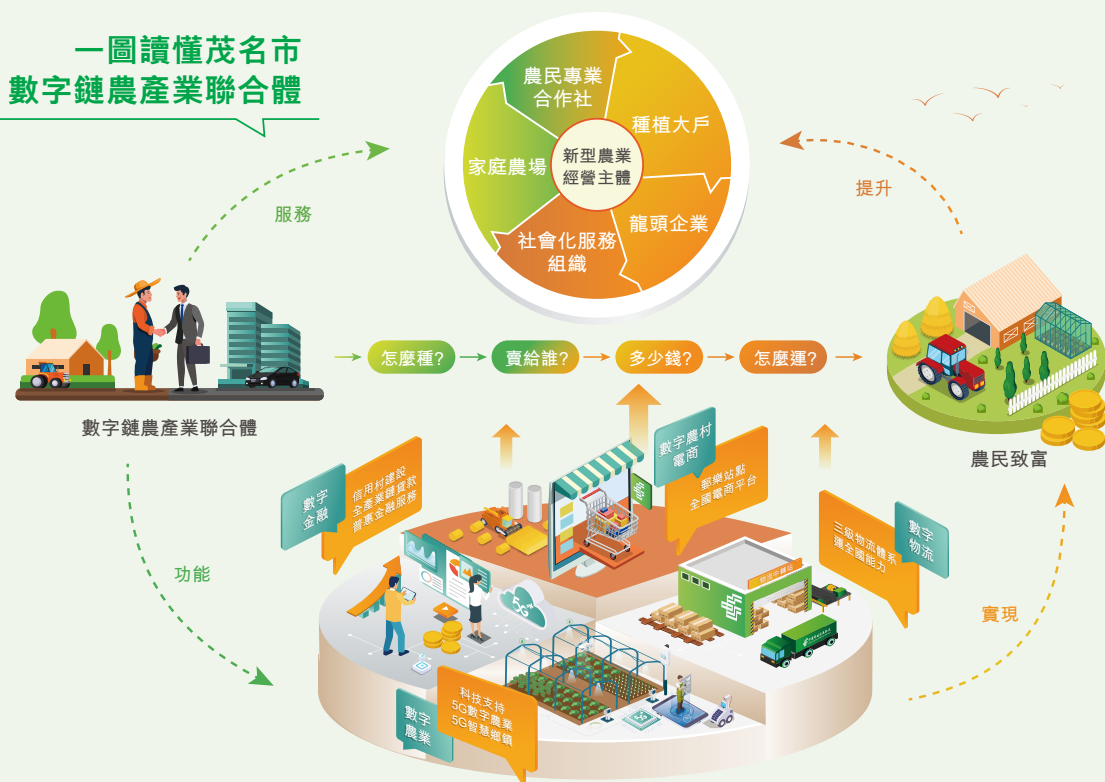 一圖讀懂茂名市
數字鏈農產業聯合體
農民專業
合作社
種植大戶
家庭農場
新型農業
經營主體
龍頭企業
社會化服務
組織
服務
提升
怎麼種?
賣給誰?
多少錢?
怎麼運?
數字鏈農產業聯合體
農民致富
數字
金融
信用村建設
全產業鏈貸款
普惠金融服務
數字農村
電商
郵樂站點
全國電商平台
三級物流體系
運全國能力
數字
物流
功能
實現
物流中轉站
5G
數字
農業
科技支持
5G數字農業
5G智慧鄉鎮
5G